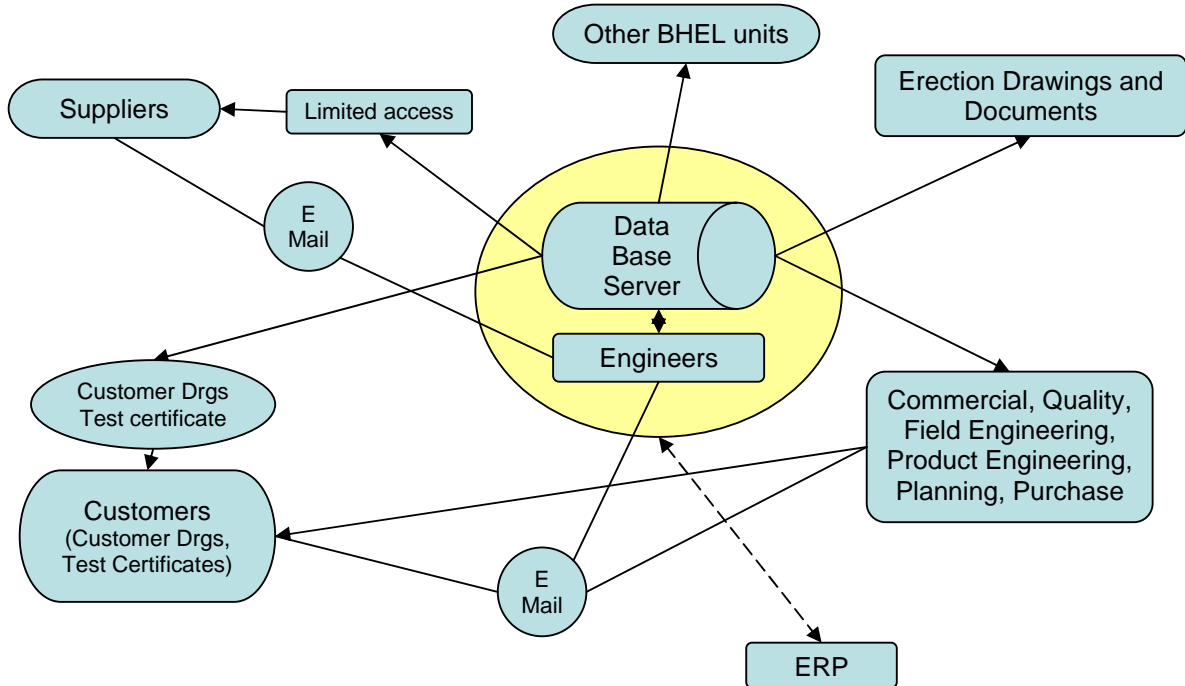 Other BHEL units
Suppliers
Limited access
Erection Drawings and
Documents
E
Mail
Data
Base
Server
Engineers
Customer Drgs
Test certificate
Commercial, Quality,
Field Engineering,
Product Engineering,
Planning, Purchase
Customers
(Customer Drgs,
Test Certificates)
E
Mail
ERP